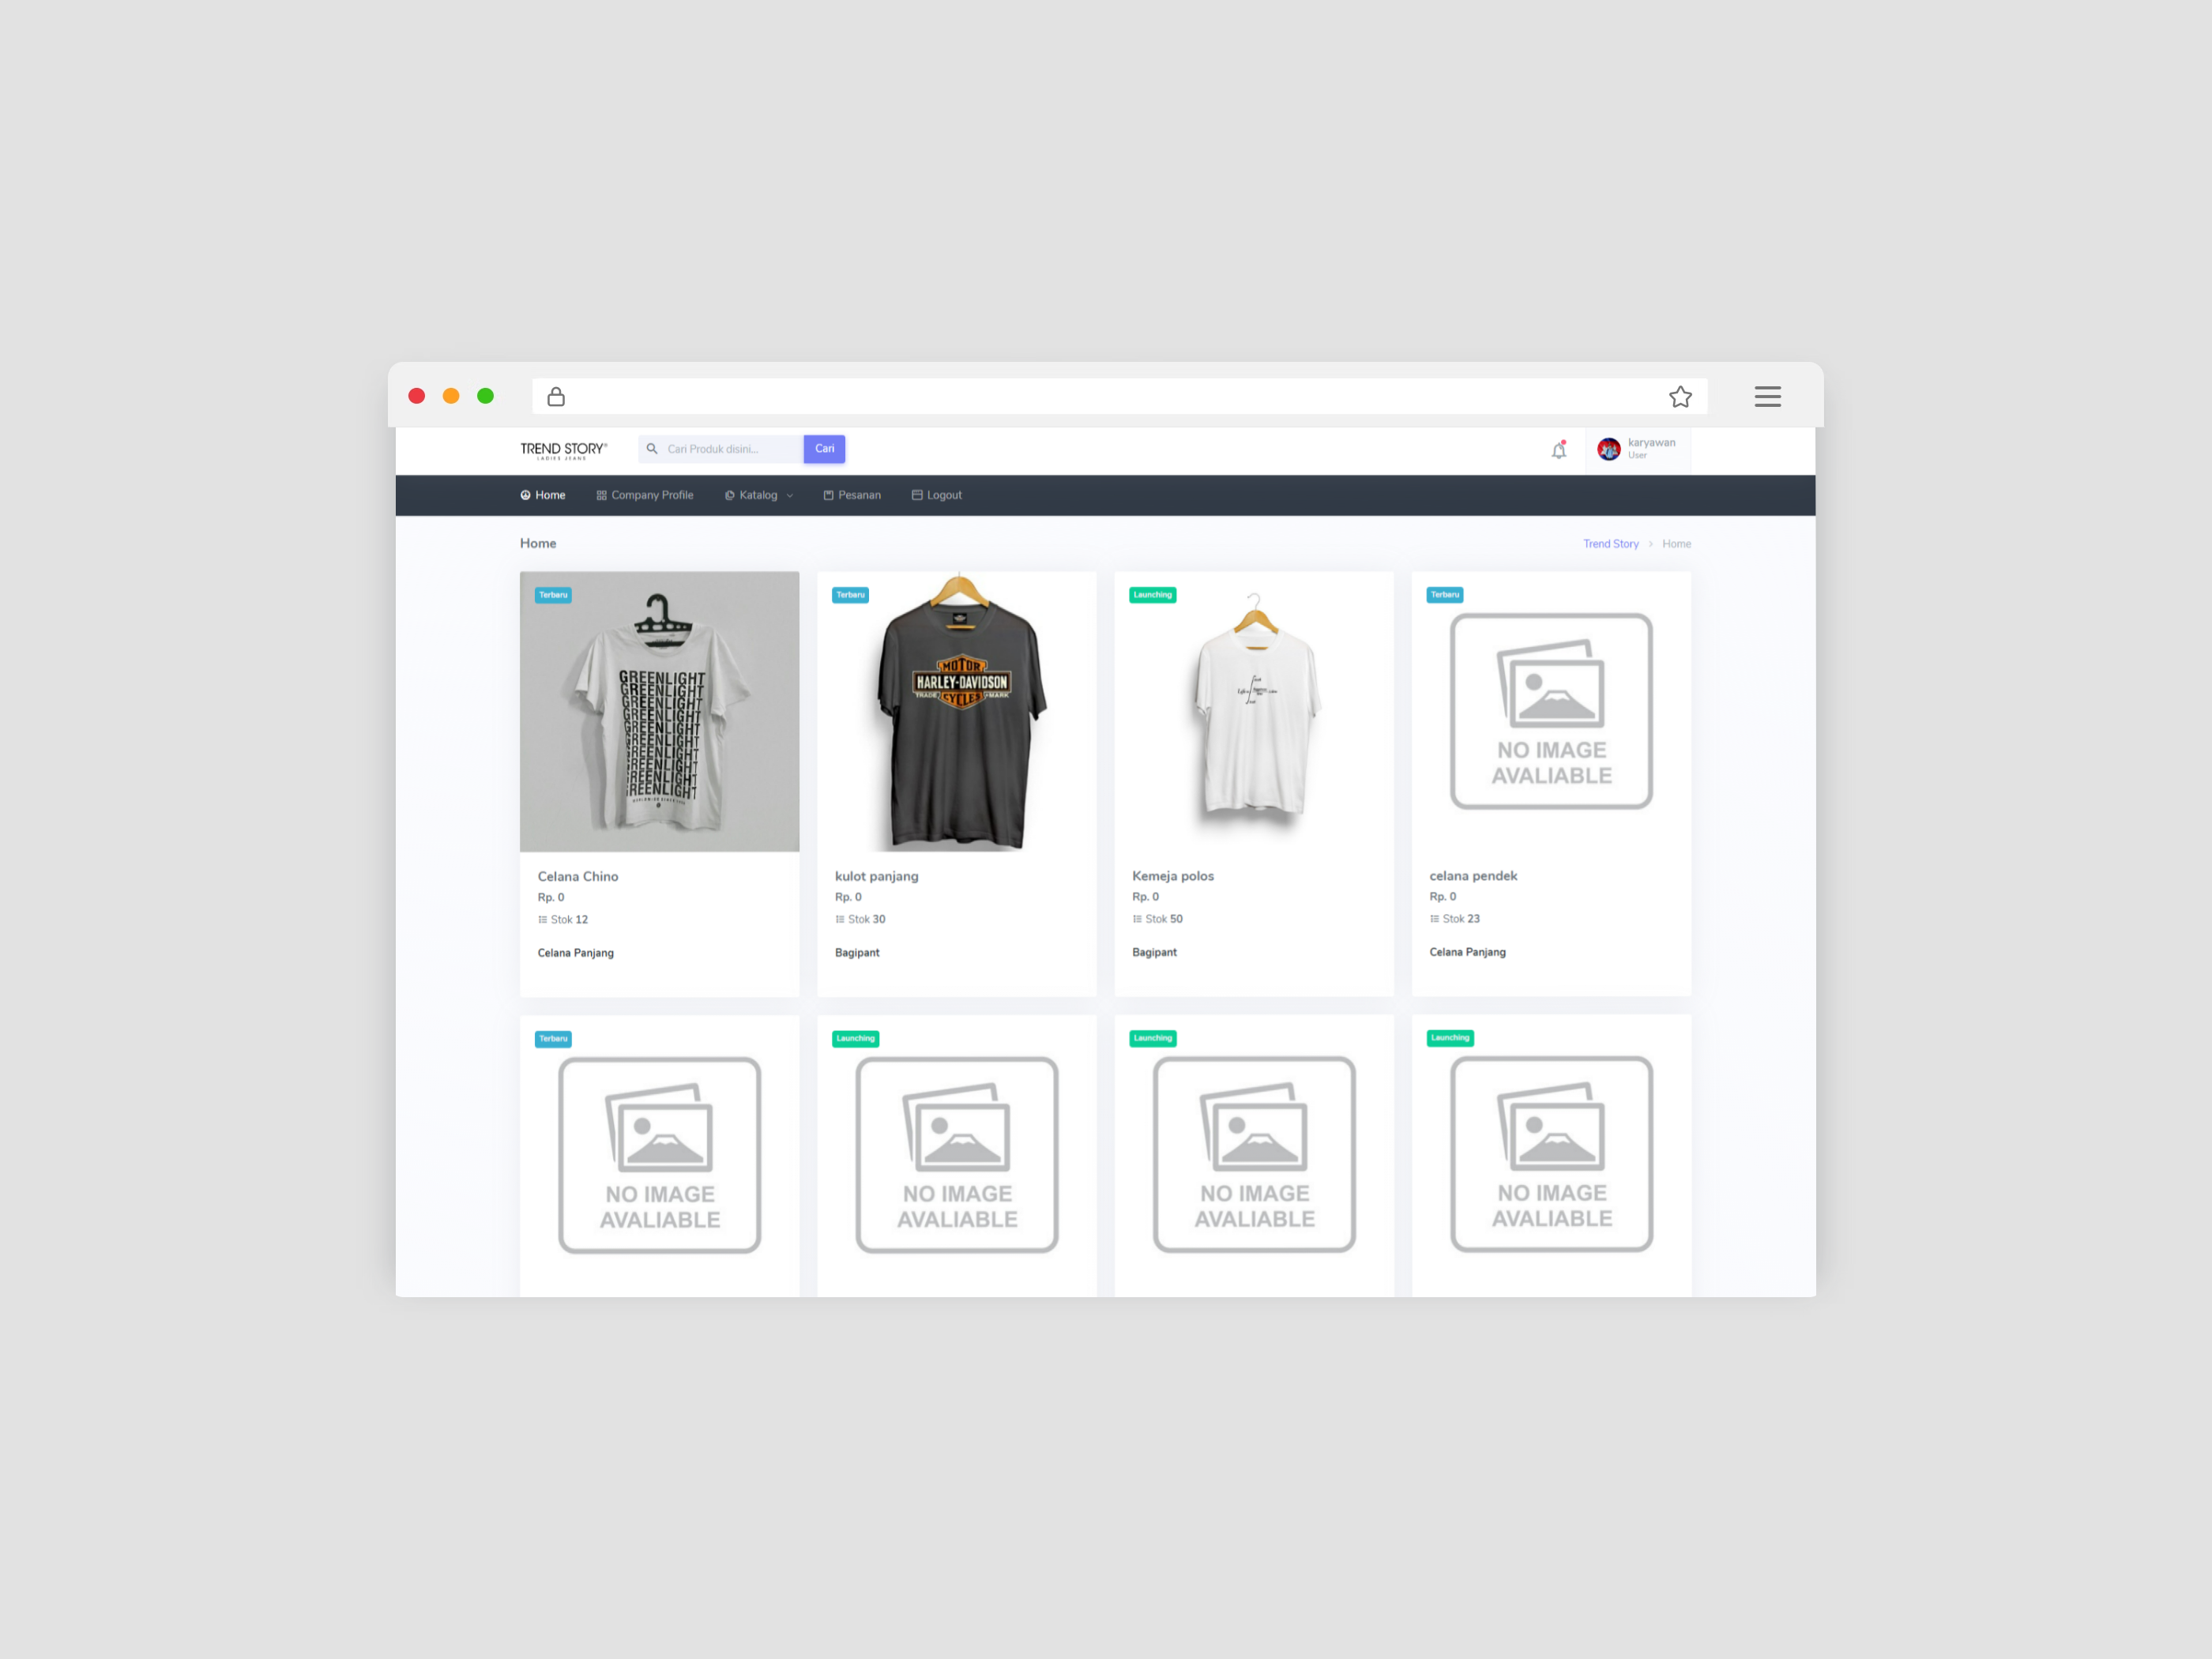 TREND STORY®
LADIES JEANS
Cari Produk disini...
Cari
karyawan
User
Home
Company Profile
Katalog
Pesanan
Logout
Home
Trend Story > Home
Terbaru
GREENLIGHT
GREENLIGHT
GREENLIGHT
GREENLIGHT
GREENLIGHT
GREENLIGHT
GREENLIGHT
GREENLIGHT
GREENLIGHT
GREENLIGHT
Celana Chino
Rp. 0
Stok 12
Celana Panjang
Terbaru
MOTOR
HARLEY-DAVIDSON
TRADE MARK
CYCLES
kulot panjang
Rp. 0
Stok 30
Bagipant
Launching
Kemeja polos
Rp. 0
Stok 50
Bagipant
Terbaru
NO IMAGE
AVALIABLE
celana pendek
Rp. 0
Stok 23
Celana Panjang
Terbaru
NO IMAGE
AVALIABLE
Launching
NO IMAGE
AVALIABLE
Launching
NO IMAGE
AVALIABLE
Launching
NO IMAGE
AVALIABLE